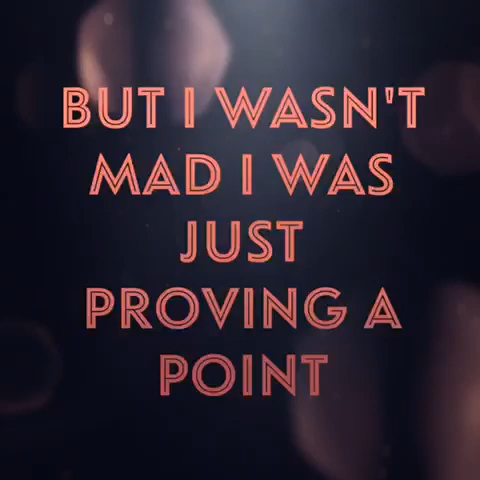 BUT I WASN'T
MAD I WAS
JUST
PROVING A
POINT